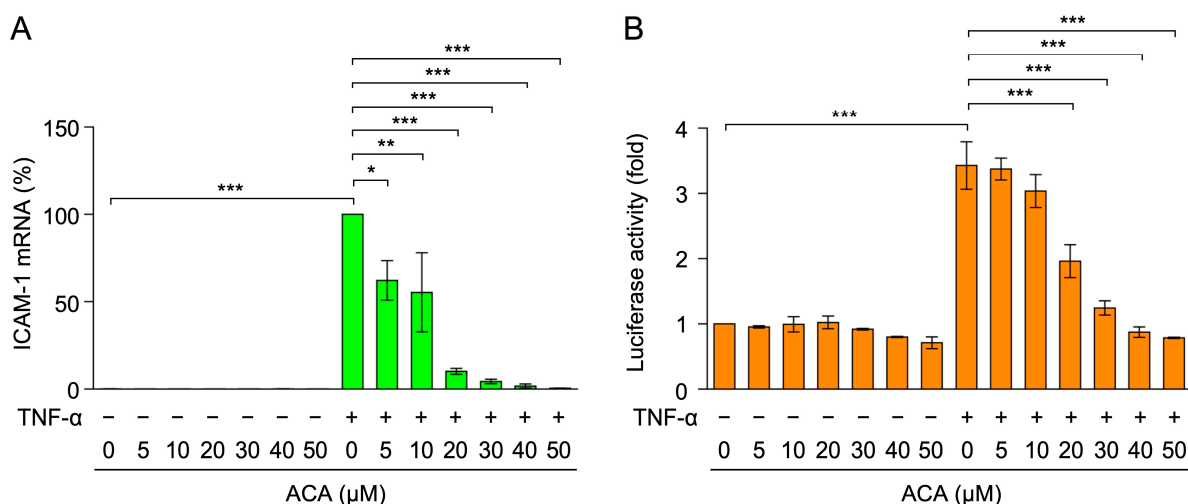 A
***
***
***
***
**
*
***
150
100
50
0
ICAM-1 mRNA (%)
TNF-α − − − − − − − + + + + + + +
0 5 10 20 30 40 50 0 5 10 20 30 40 50
ACA (µM)
B
***
***
***
***
***
4
3
2
1
0
Luciferase activity (fold)
TNF-α − − − − − − − + + + + + + +
0 5 10 20 30 40 50 0 5 10 20 30 40 50
ACA (µM)